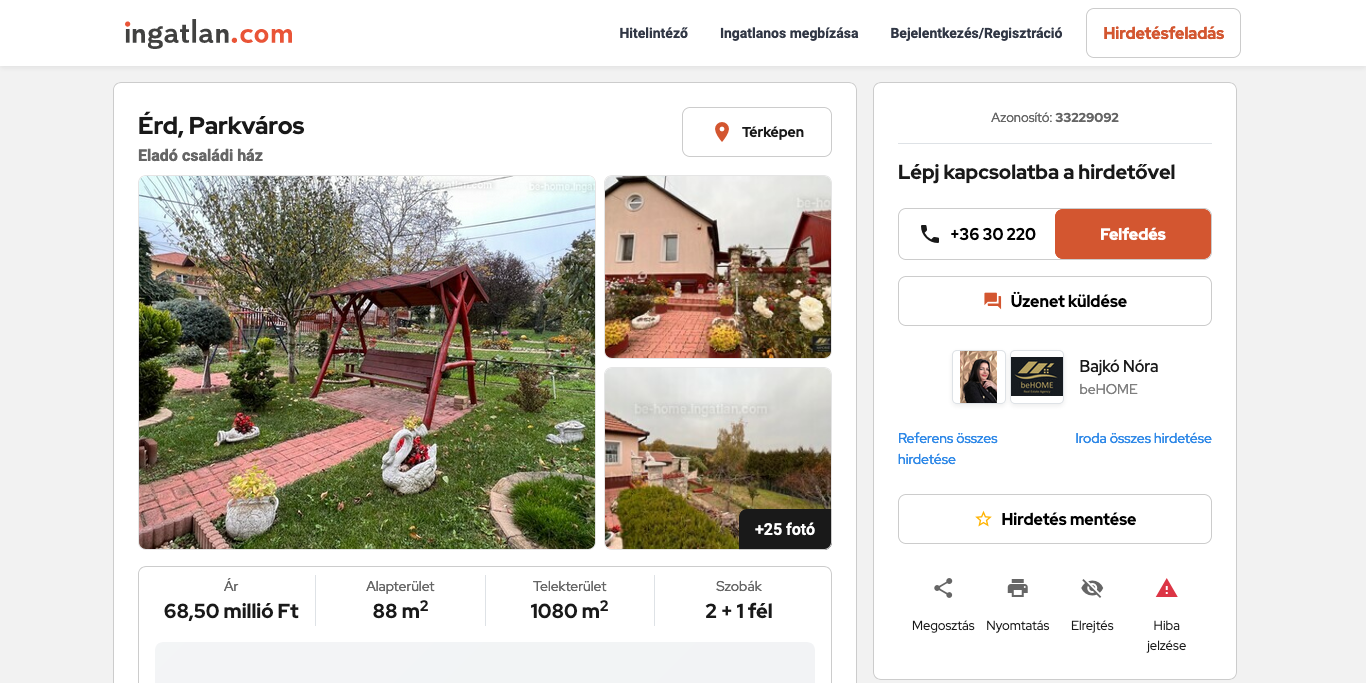 ingatlan.com
Hitelintéző
Ingatlanos megbízása
Bejelentkezés/Regisztráció
Hirdetésfeladás
Érd, Parkváros
Eladó családi ház
Térképen
be-home.ingatlan.com
+25 fotó
Ár
68,50 millió Ft
Alapterület
88 m²
Telekterület
1080 m²
Szobák
2 + 1 fél
Azonosító: 33229092
Lépj kapcsolatba a hirdetővel
+36 30 220
Felfedés
Üzenet küldése
beHOME
Bajkó Nóra
beHOME
Referens összes
hirdetése
Iroda összes hirdetése
Hirdetés mentése
Megosztás
Nyomtatás
Elrejtés
Hiba
jelzése